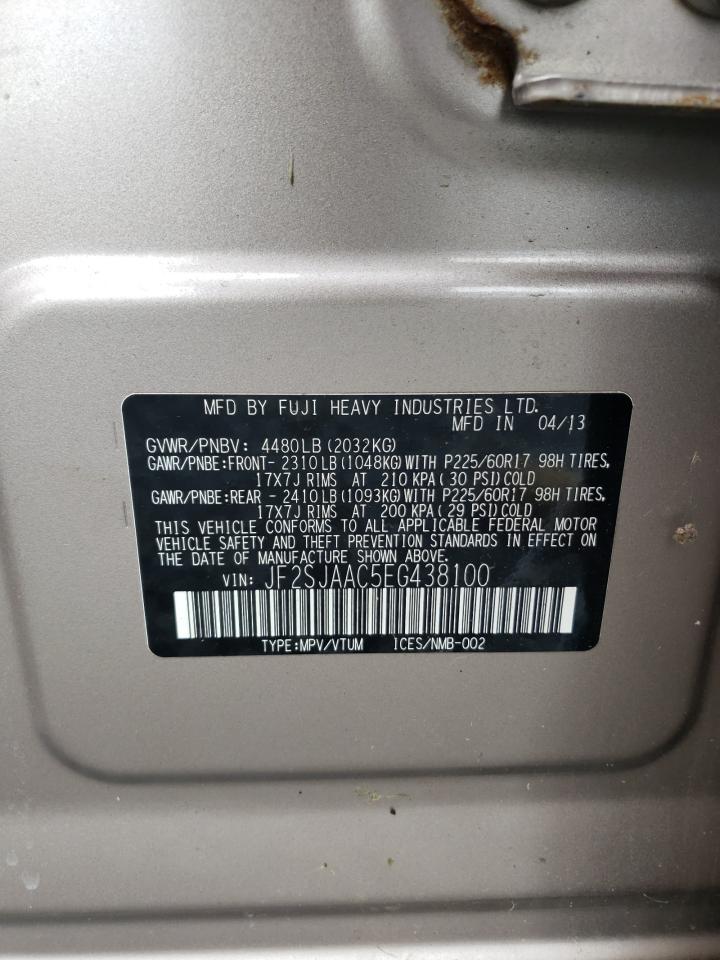 MFD BY FUJI HEAVY INDUSTRIES LTD.
MFD IN 04/13
GVWR/PNBV: 4480LB(2032KG)
GAWR/PNBE:FRONT- 2310LB(1048KG)WITH P225/60R17 98H TIRES,
17X7J RIMS AT 210 KPA( 30 PSI)COLD
GAWR/PNBE:REAR - 2410LB(1093KG)WITH P225/60R17 98H TIRES,
17X7J RIMS AT 200 KPA( 29 PSI)COLD
THIS VEHICLE CONFORMS TO ALL APPLICABLE FEDERAL MOTOR
VEHICLE SAFETY AND THEFT PREVENTION STANDARDS IN EFFECT ON
THE DATE OF MANUFACTURE SHOWN ABOVE.
VIN: JF2SJAAC5EG438100
TYPE:MPV/VTUM ICES/NMB-002